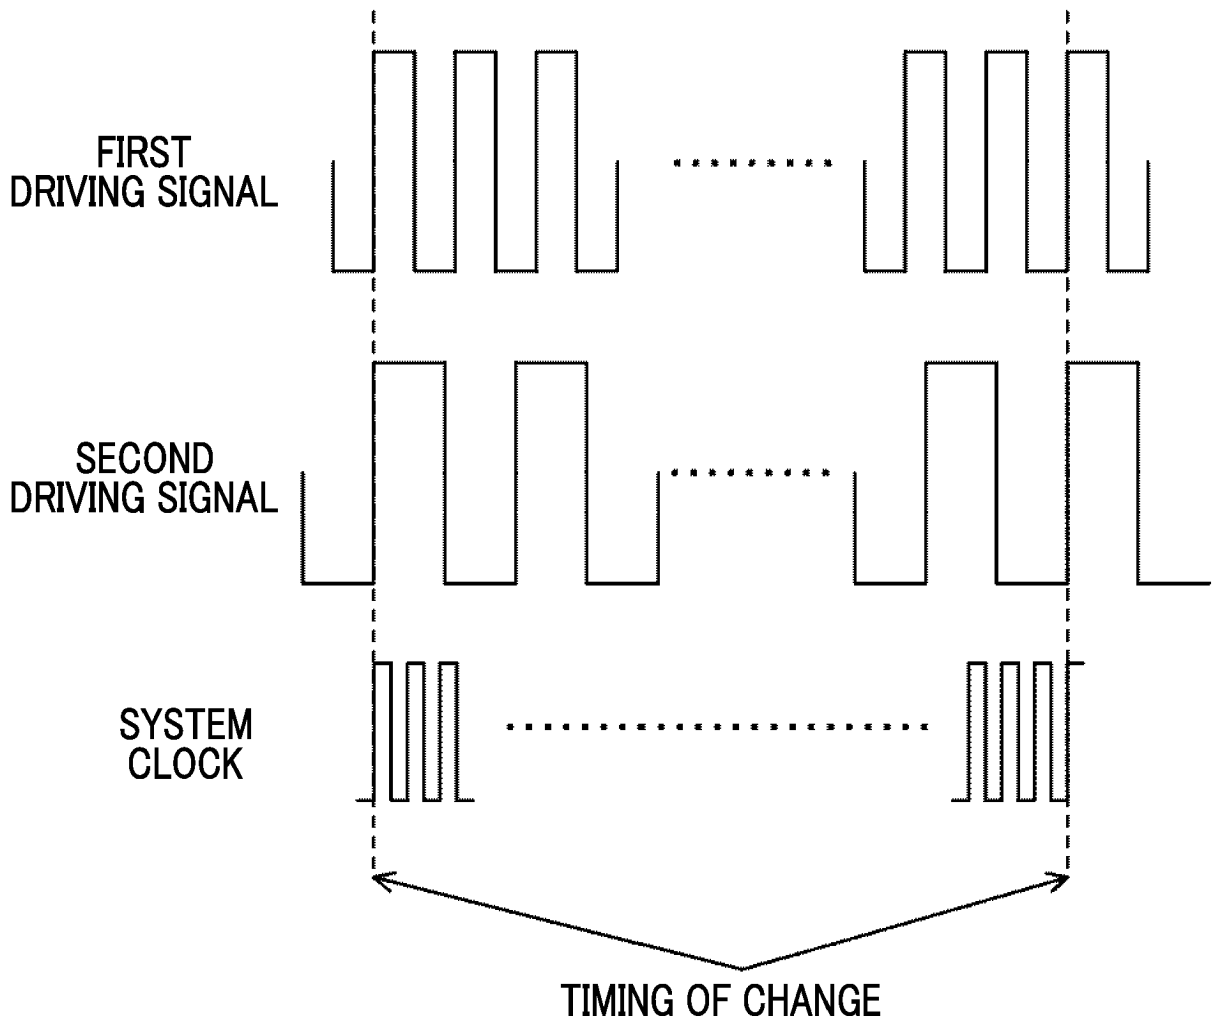 FIRST
DRIVING SIGNAL
SECOND
DRIVING SIGNAL
SYSTEM
CLOCK
TIMING OF CHANGE